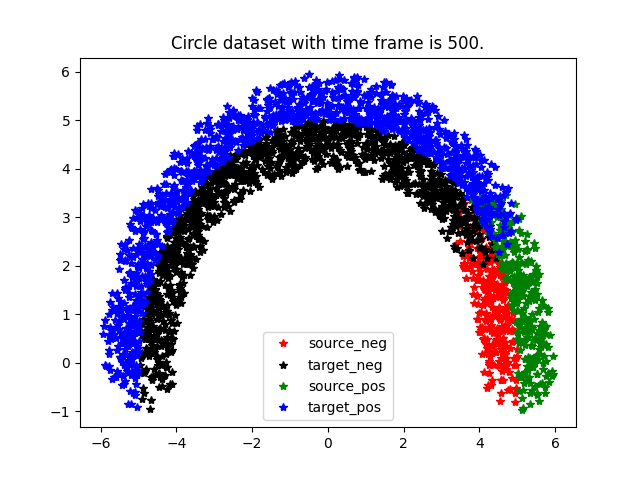 Circle dataset with time frame is 500.
6
5
4
3
2
1
0
−1
source_neg
target_neg
source_pos
target_pos
−6 −4 −2 0 2 4 6